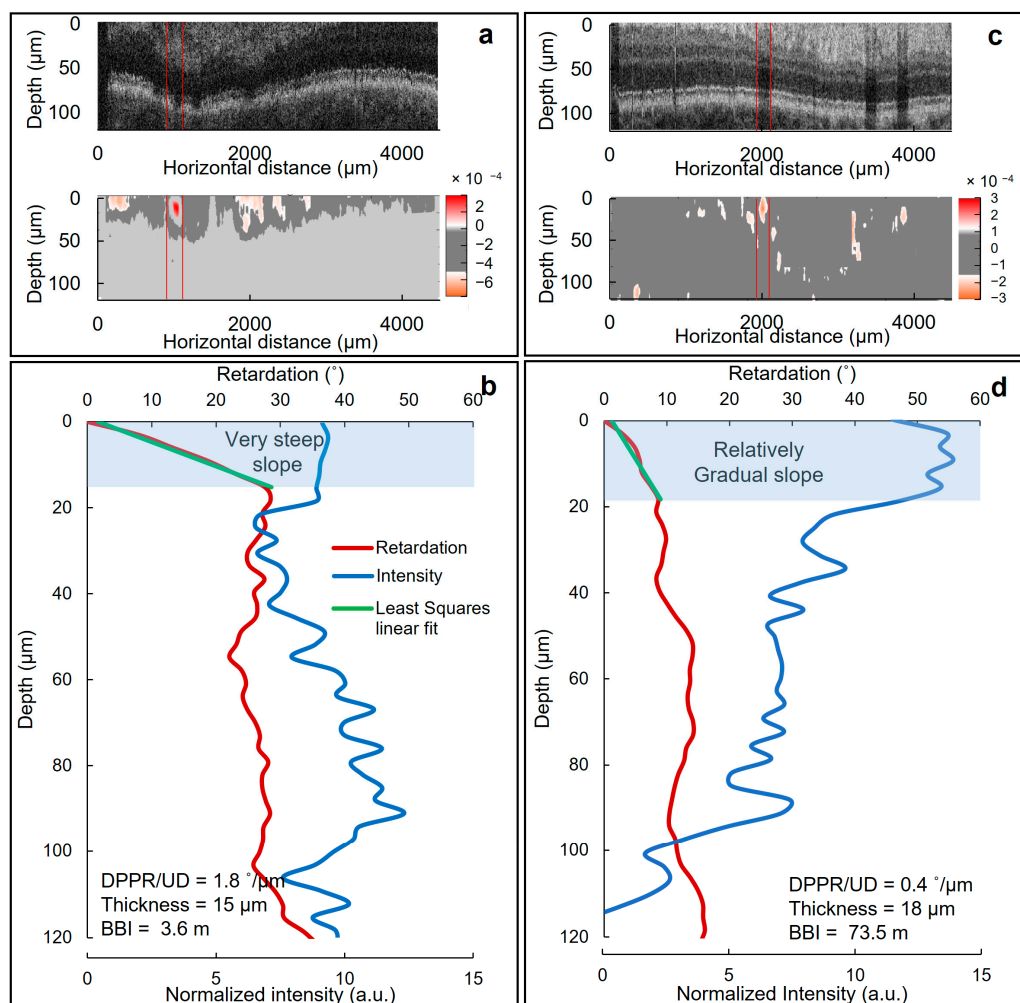 a
0
50
100
Depth (µm)
0
2000
4000
Horizontal distance (µm)
× 10 −4
0
50
100
Depth (µm)
2
0
−2
−4
−6
0
2000
4000
Horizontal distance (µm)
c
0
50
100
Depth (µm)
0
2000
4000
Horizontal distance (µm)
× 10 −4
0
50
100
Depth (µm)
3
2
1
0
−1
−2
−3
0
2000
4000
Horizontal distance (µm)
b
Retardation (°)
0 10 20 30 40 50 60
Very steep
slope
0
20
40
60
80
100
120
Depth (µm)
Retardation
Intensity
Least Squares
linear fit
DPPR/UD = 1.8 °/µm
Thickness = 15 µm
BBI = 3.6 m
0 5 10 15
Normalized intensity (a.u.)
d
Retardation (°)
0 10 20 30 40 50 60
Relatively
Gradual slope
0
20
40
60
80
100
120
Depth (µm)
DPPR/UD = 0.4 °/µm
Thickness = 18 µm
BBI = 73.5 m
0 5 10 15
Normalized Intensity (a.u.)